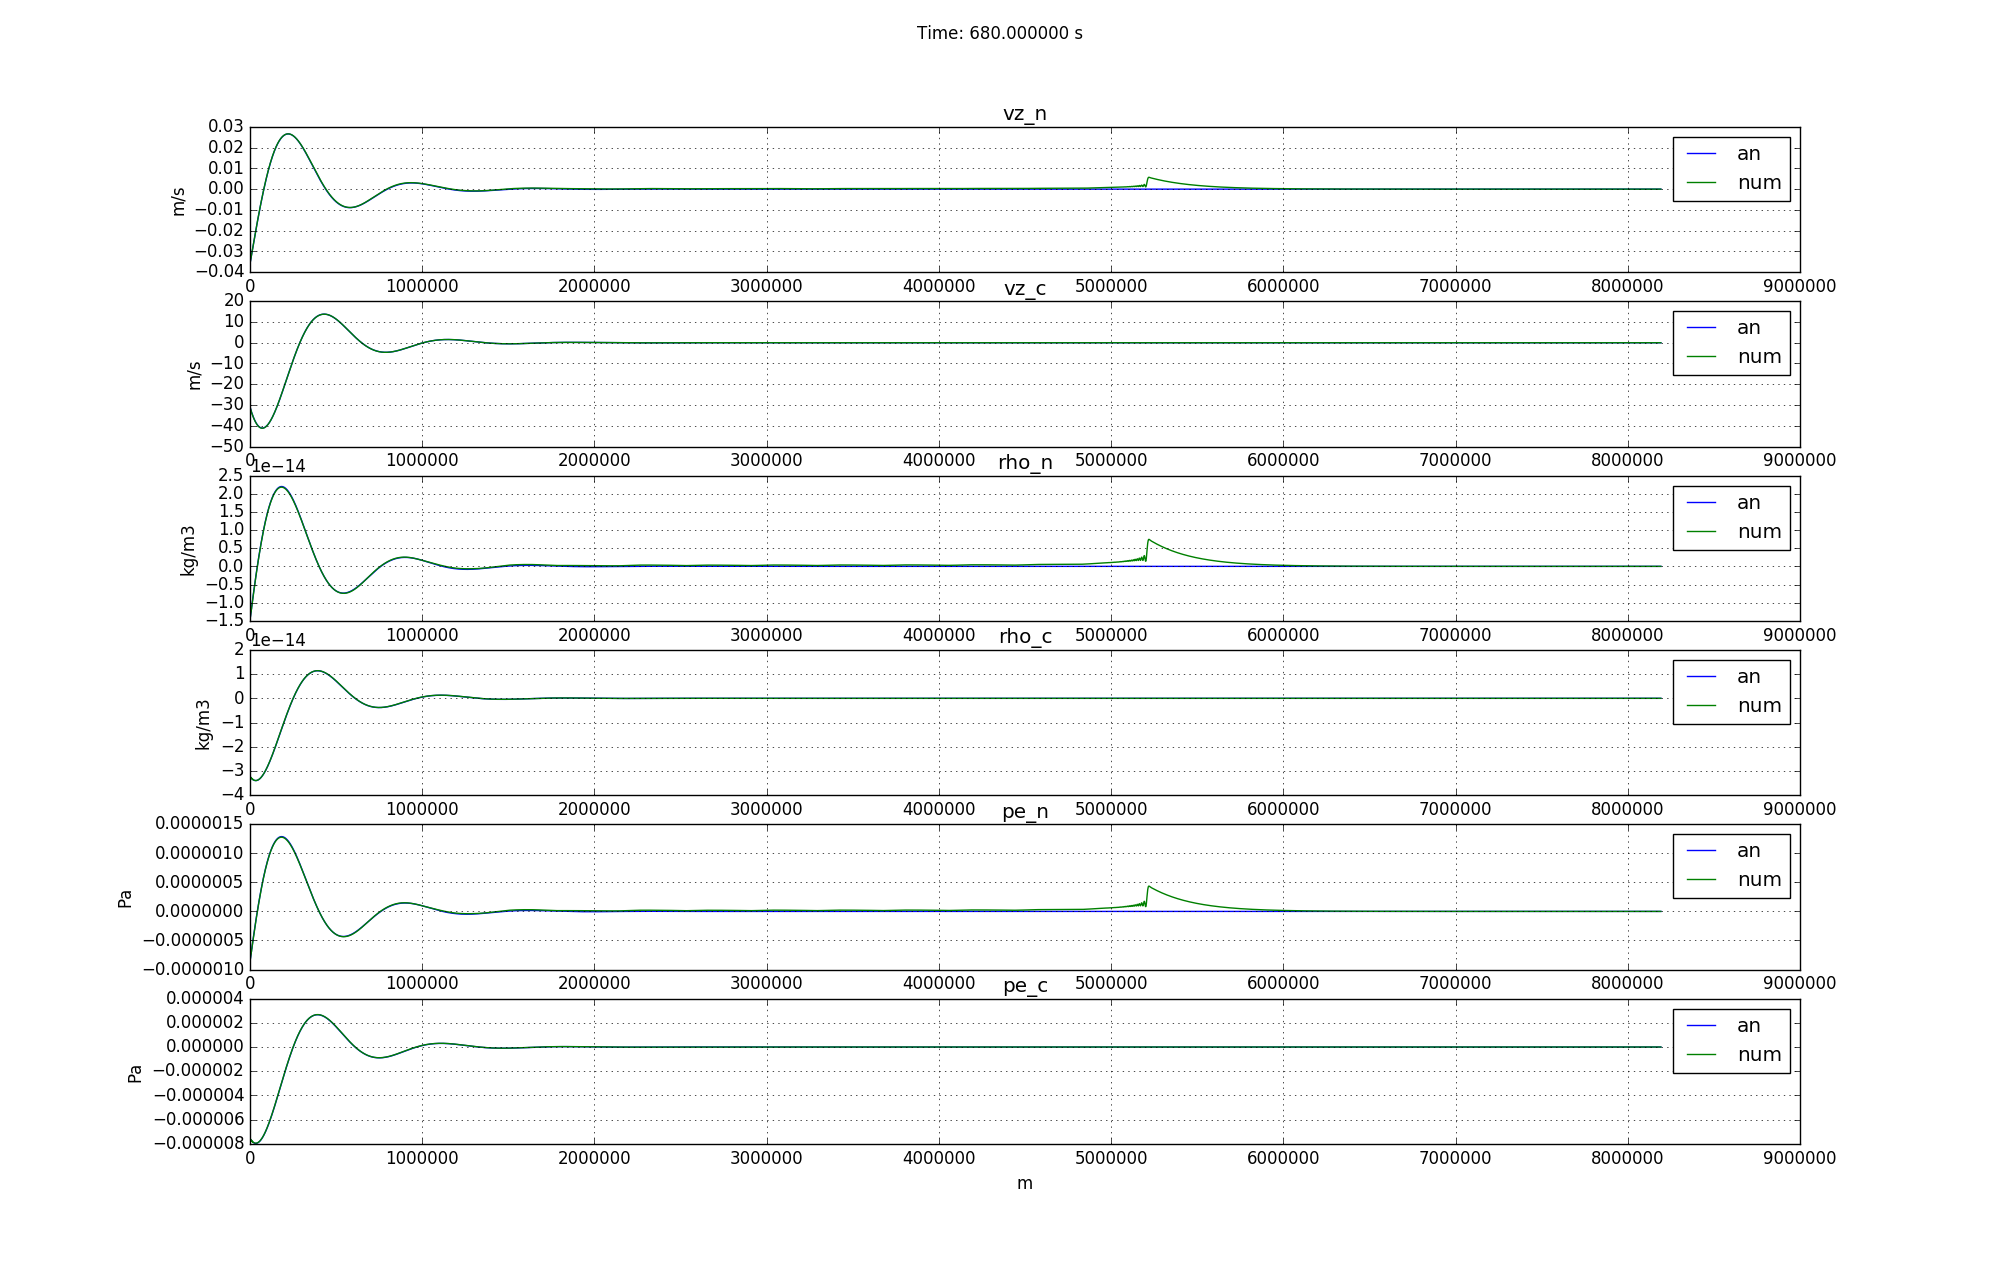 Time: 680.000000 s
vz_n
0.03
0.02
0.01
0.00
−0.01
−0.02
−0.03
−0.04
m/s
an
num
0 1000000 2000000 3000000 4000000 5000000 6000000 7000000 8000000 9000000
vz_c
20
10
0
−10
−20
−30
−40
−50
m/s
an
num
0 1000000 2000000 3000000 4000000 5000000 6000000 7000000 8000000 9000000
1e−14
rho_n
2.5
2.0
1.5
1.0
0.5
0.0
−0.5
−1.0
−1.5
kg/m3
an
num
0 1000000 2000000 3000000 4000000 5000000 6000000 7000000 8000000 9000000
1e−14
rho_c
2
1
0
−1
−2
−3
−4
kg/m3
an
num
0 1000000 2000000 3000000 4000000 5000000 6000000 7000000 8000000 9000000
pe_n
0.0000015
0.0000010
0.0000005
0.0000000
−0.0000005
−0.0000010
Pa
an
num
0 1000000 2000000 3000000 4000000 5000000 6000000 7000000 8000000 9000000
pe_c
0.000004
0.000002
0.000000
−0.000002
−0.000004
−0.000006
−0.000008
Pa
an
num
0 1000000 2000000 3000000 4000000 5000000 6000000 7000000 8000000 9000000
m